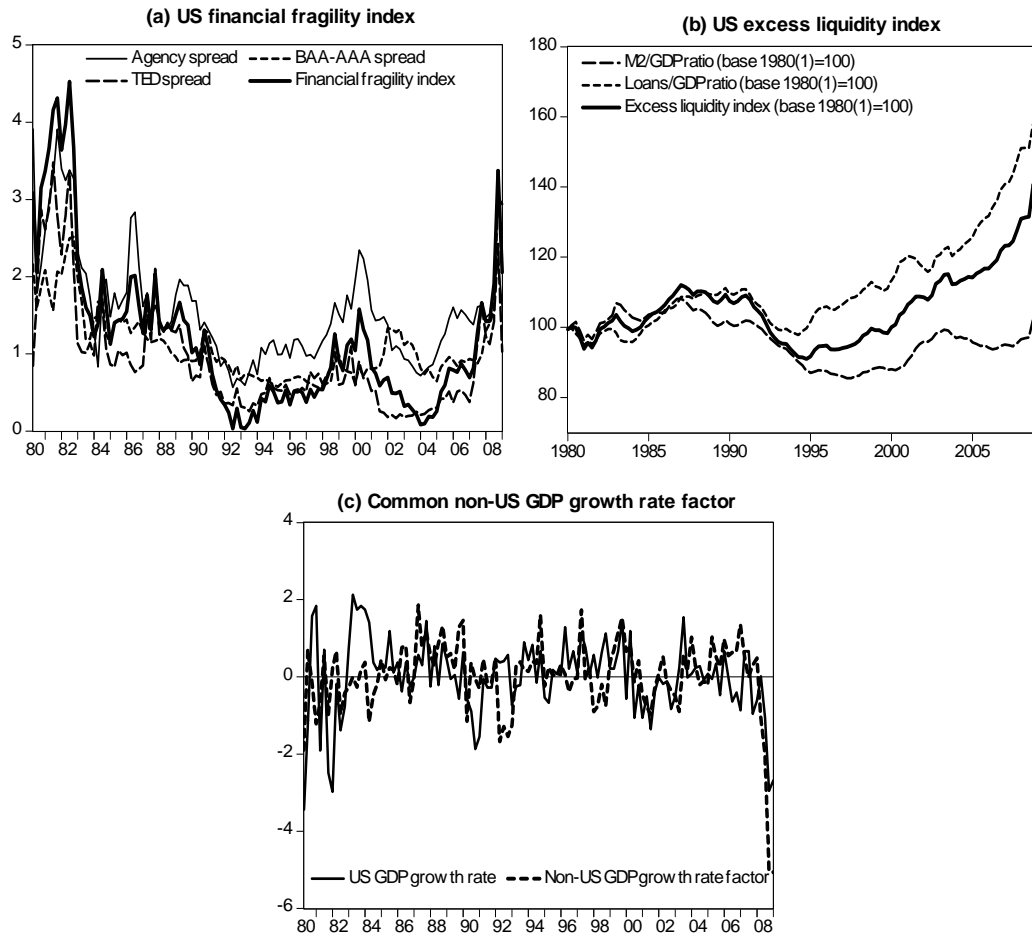 (a) US financial fragility index
Agency spread BAA-AAA spread
TED spread Financial fragility index
5
4
3
2
1
0
80 82 84 86 88 90 92 94 96 98 00 02 04 06 08
(b) US excess liquidity index
M2/GDP ratio (base 1980(1)=100)
Loans/GDP ratio (base 1980(1)=100)
Excess liquidity index (base 1980(1)=100)
180
160
140
120
100
80
1980 1985 1990 1995 2000 2005
(c) Common non-US GDP growth rate factor
4
2
0
-2
-4
-6
US GDP growth rate Non-US GDP growth rate factor
80 82 84 86 88 90 92 94 96 98 00 02 04 06 08